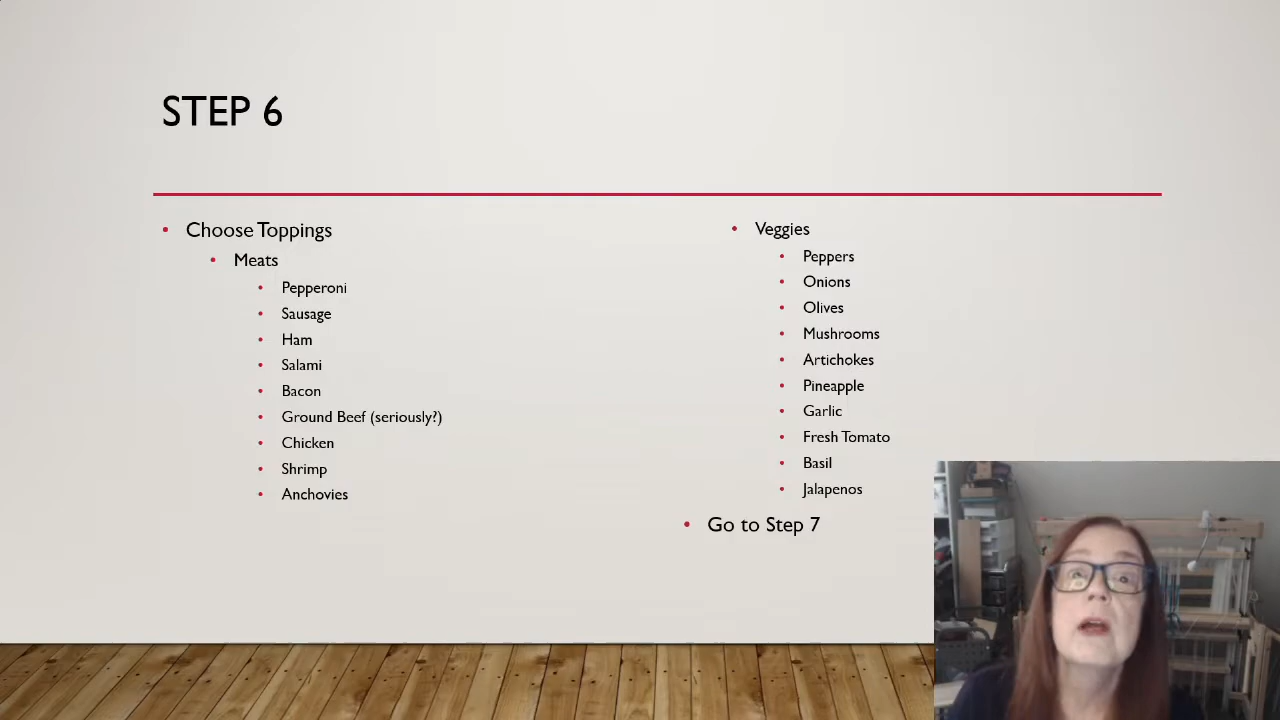 STEP 6
Choose Toppings
Meats
Pepperoni
Sausage
Ham
Salami
Bacon
Ground Beef (seriously?)
Chicken
Shrimp
Anchovies
Veggies
Peppers
Onions
Olives
Mushrooms
Artichokes
Pineapple
Garlic
Fresh Tomato
Basil
Jalapenos
Go to Step 7